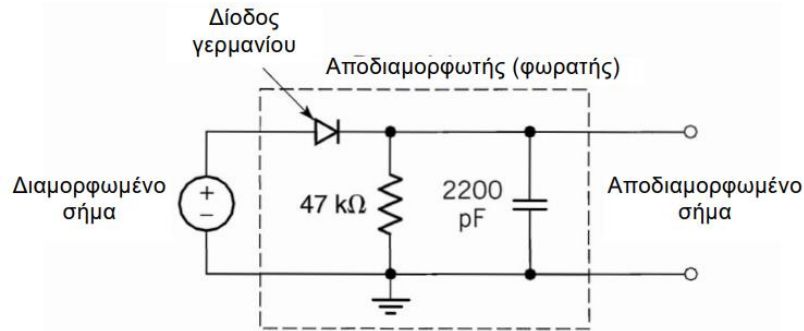 Δίοδος
γερμανίου
Αποδιαμορφωτής (φωρατής)
Διαμορφωμένο
σήμα
+
−
47 kΩ
2200
pF
Αποδιαμορφωμένο
σήμα